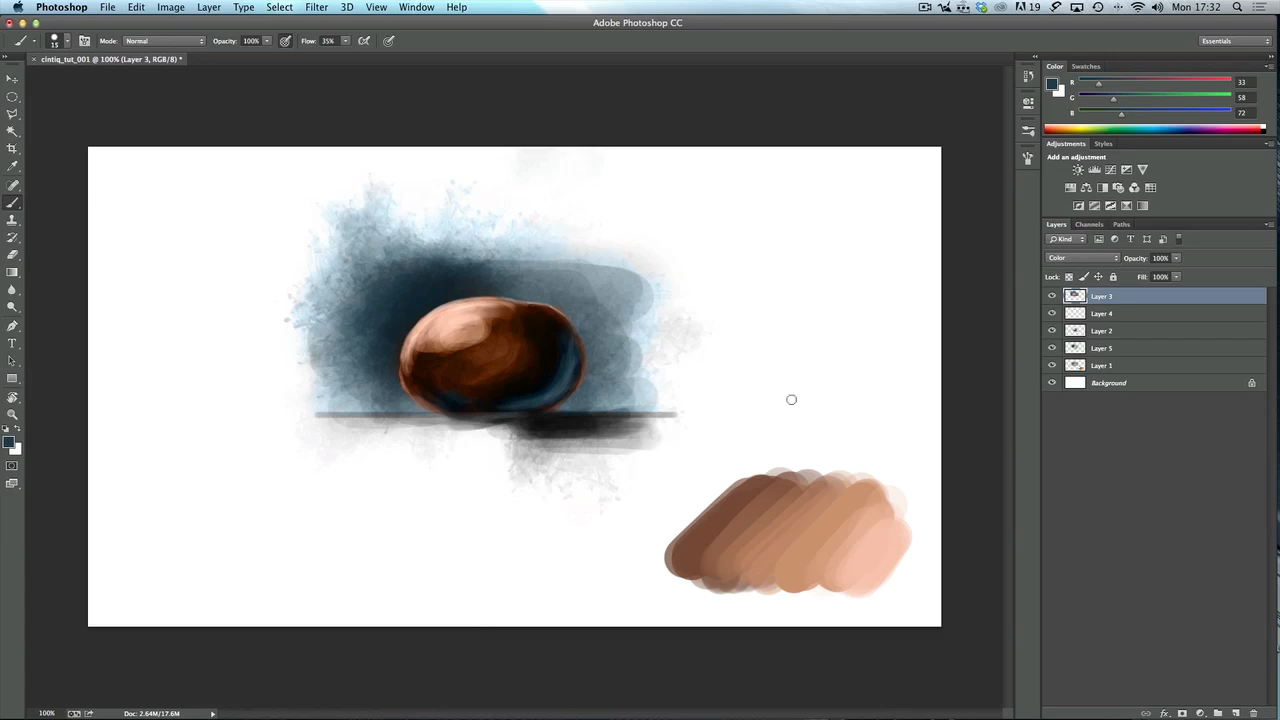 Photoshop File Edit Image Layer Type Select Filter 3D View Window Help 19 Mon 17:32
Adobe Photoshop CC
15 Mode: Normal Opacity: 100% Flow: 35% Essentials
× cintiq_tut_001 @ 100% (Layer 3, RGB/8) *
Color Swatches
R 33
G 58
B 72
Adjustments Styles
Add an adjustment
Layers Channels Paths
Kind
Color Opacity: 100%
Lock: Fill: 100%
Layer 3
Layer 4
Layer 2
Layer 5
Layer 1
Background
100% Doc: 2.64M/17.6M
fx